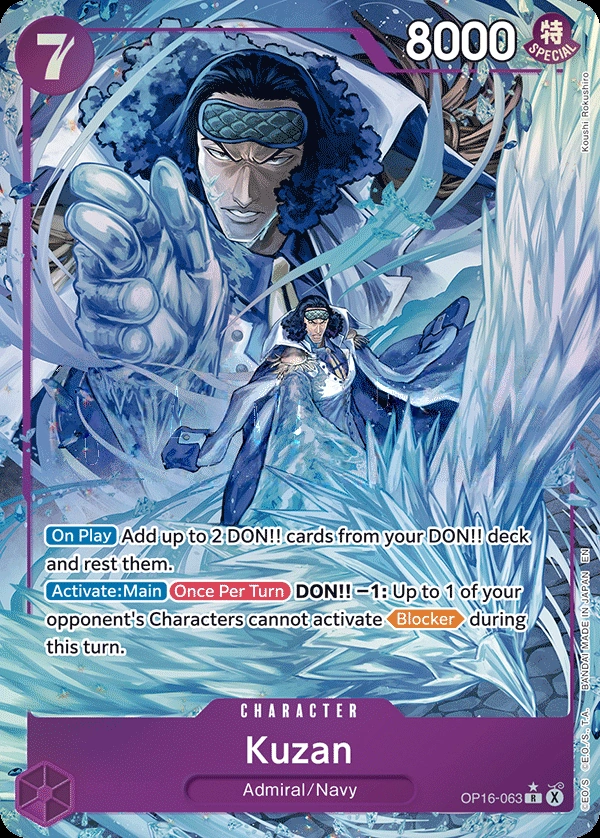 7
8000
特
SPECIAL
Koushi Rokushiro
On Play Add up to 2 DON!! cards from your DON!! deck
and rest them.
Activate:Main Once Per Turn DON!! −1: Up to 1 of your
opponent's Characters cannot activate Blocker during
this turn.
CHARACTER
Kuzan
Admiral/Navy
OP16-063 R X
©E.O./S. ©E.O./S., T.A. BANDAI MADE IN JAPAN EN